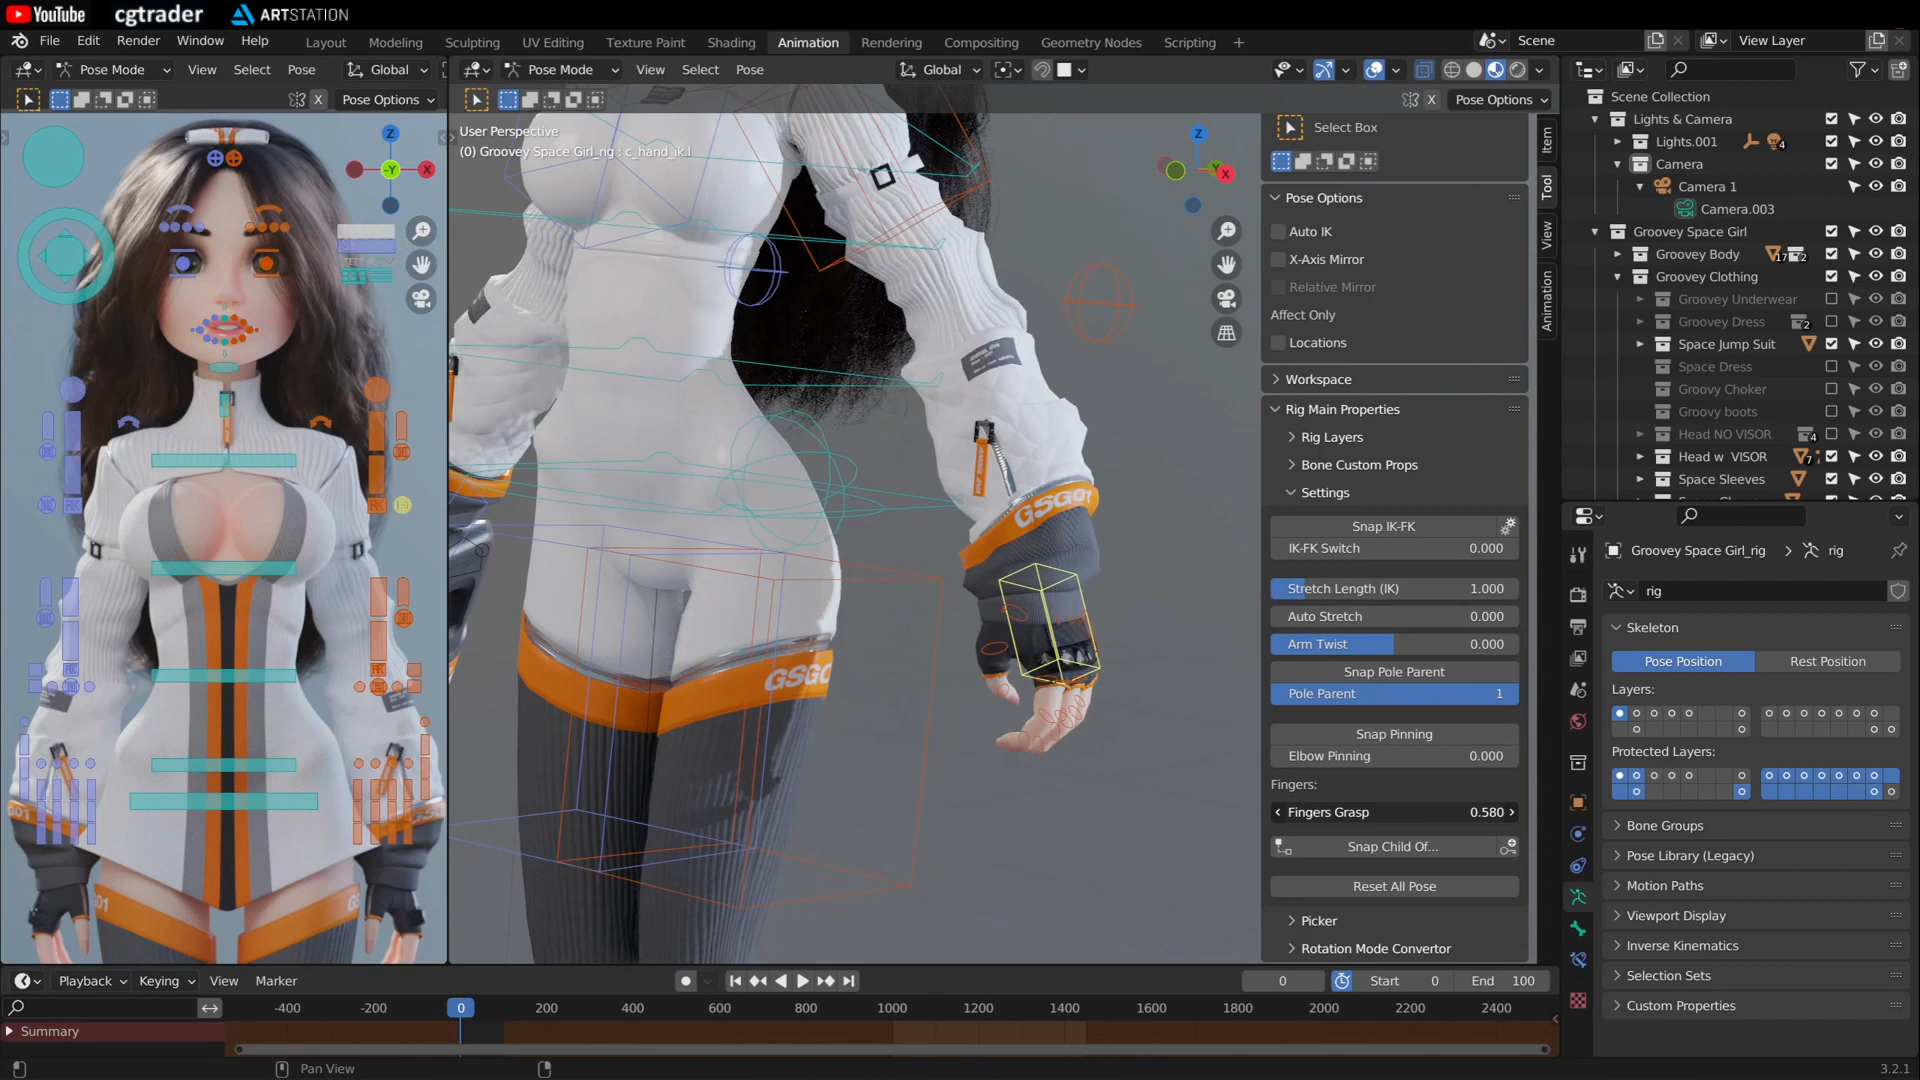 YouTube cgtrader ARTSTATION
File Edit Render Window Help Layout Modeling Sculpting UV Editing Texture Paint Shading Animation Rendering Compositing Geometry Nodes Scripting + Scene View Layer
Pose Mode View Select Pose Global Pose Mode View Select Pose Global
X Pose Options X Pose Options
User Perspective
(0) Groovey Space Girl_rig : c_hand_ik.l
Z
-Y
X
Z
Y
X
Select Box
Pose Options
Auto IK
X-Axis Mirror
Relative Mirror
Affect Only
Locations
Workspace
Rig Main Properties
Rig Layers
Bone Custom Props
Settings
Snap IK-FK
IK-FK Switch 0.000
Stretch Length (IK) 1.000
Auto Stretch 0.000
Arm Twist 0.000
Snap Pole Parent
Pole Parent 1
Snap Pinning
Elbow Pinning 0.000
Fingers:
Fingers Grasp 0.580
Snap Child Of...
Reset All Pose
Picker
Rotation Mode Convertor
Item
Tool
View
Animation
GSG01
GSGO
Scene Collection
Lights & Camera
Lights.001 4
Camera
Camera 1
Camera.003
Groovey Space Girl
Groovey Body 17 2
Groovey Clothing
Groovey Underwear
Groovey Dress 2
Space Jump Suit
Space Dress
Groovy Choker
Groovy boots
Head NO VISOR 4
Head w VISOR 7
Space Sleeves
Groovey Space Girl_rig rig
rig
Skeleton
Pose Position Rest Position
Layers:
Protected Layers:
Bone Groups
Pose Library (Legacy)
Motion Paths
Viewport Display
Inverse Kinematics
Selection Sets
Custom Properties
Playback Keying View Marker 0 Start 0 End 100
-400 -200 0 200 400 600 800 1000 1200 1400 1600 1800 2000 2200 2400
Summary
Pan View 3.2.1